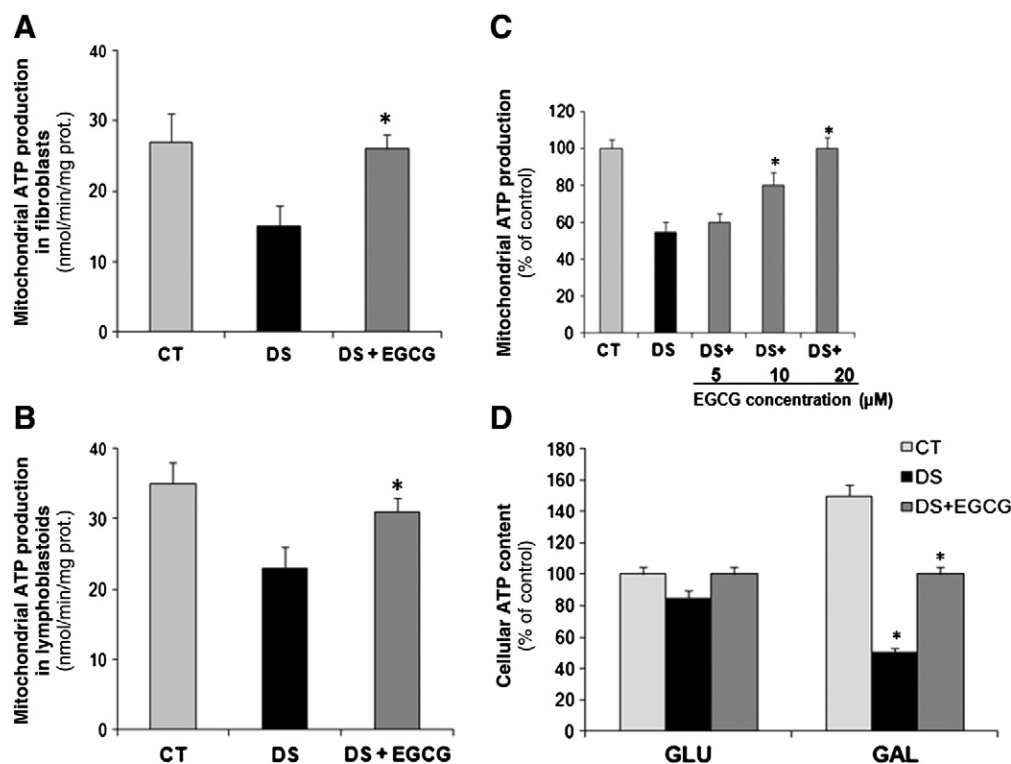 A
Mitochondrial ATP production
in fibroblasts
(nmol/min/mg prot.)
40
30
20
10
0
*
CT
DS
DS + EGCG
B
Mitochondrial ATP production
in lymphoblastoids
(nmol/min/mg prot.)
40
30
20
10
0
*
CT
DS
DS + EGCG
C
Mitochondrial ATP production
(% of control)
120
100
80
60
40
20
0
*
*
CT
DS
DS+
DS+
DS+
5
10
20
EGCG concentration (µM)
D
Cellular ATP content
(% of control)
180
160
140
120
100
80
60
40
20
0
CT
DS
DS+EGCG
*
*
GLU
GAL